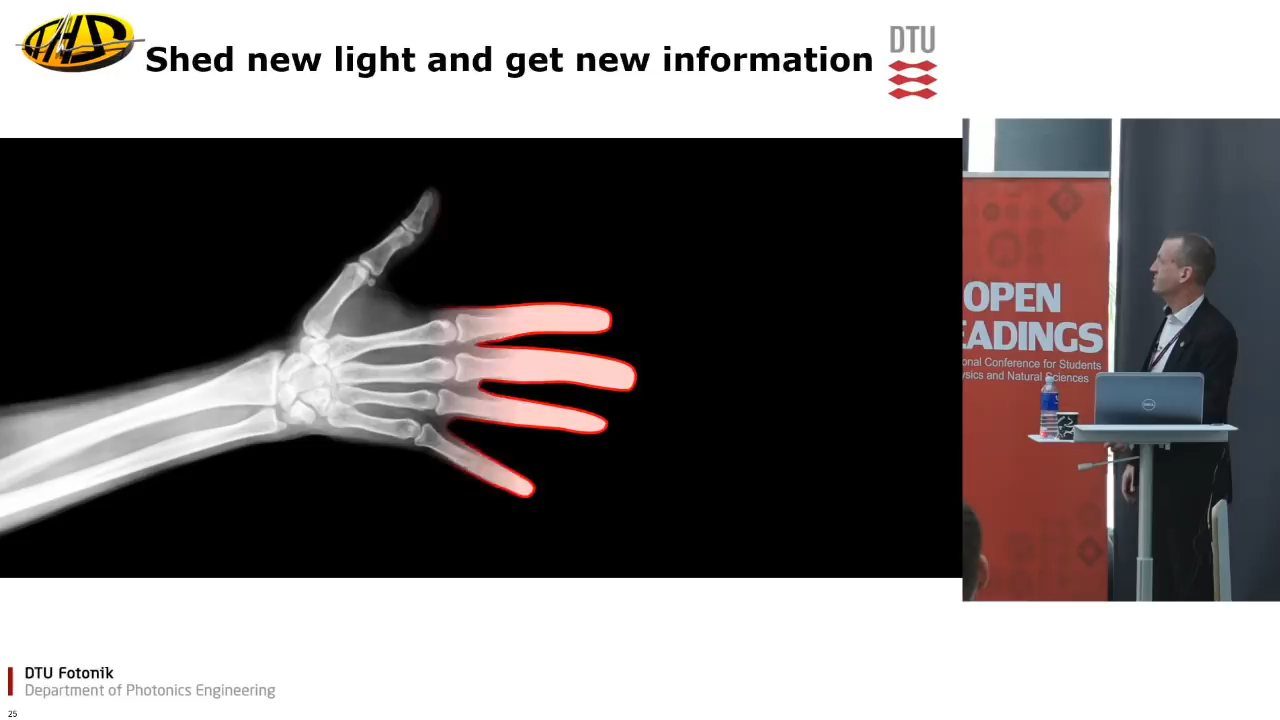 Shed new light and get new information
DTU
OPEN
EADINGS
onal Conference for Students
ysics and Natural Sciences
DELL
DTU Fotonik
Department of Photonics Engineering
25